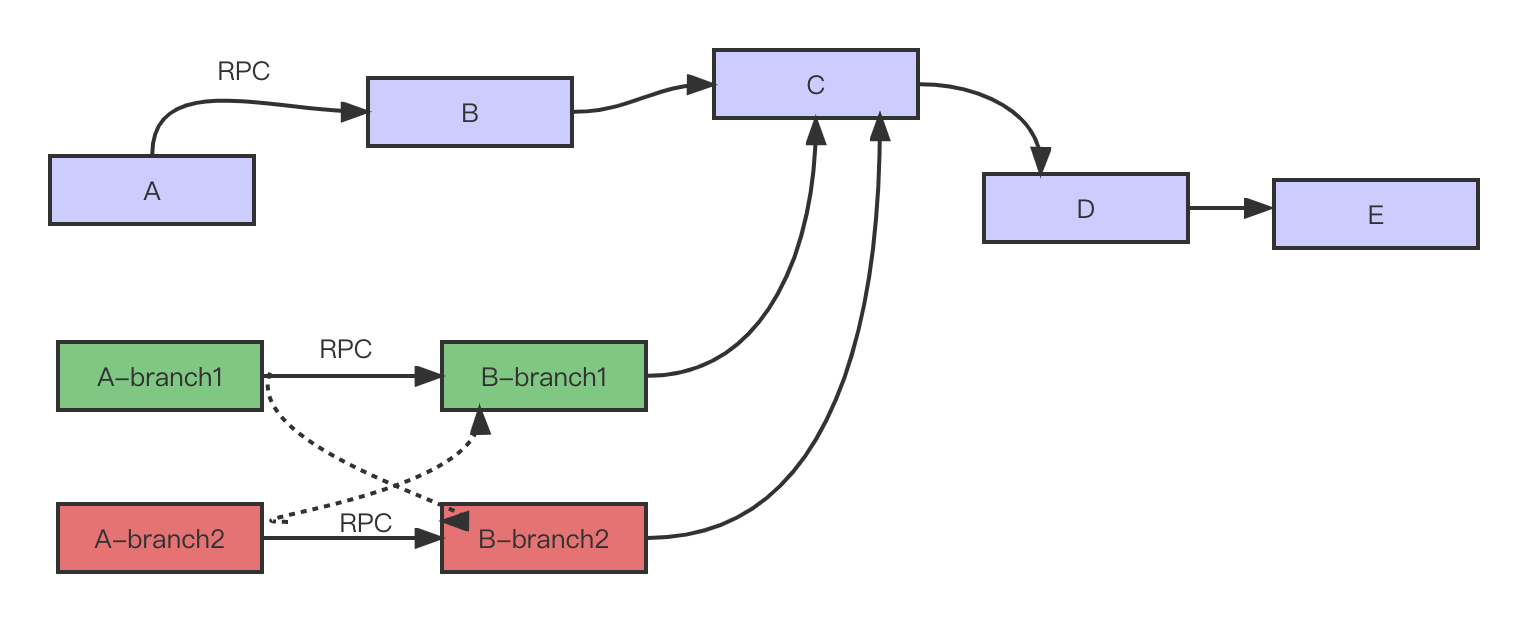 RPC
A
B
C
D
E
RPC
A-branch1
B-branch1
RPC
A-branch2
B-branch2